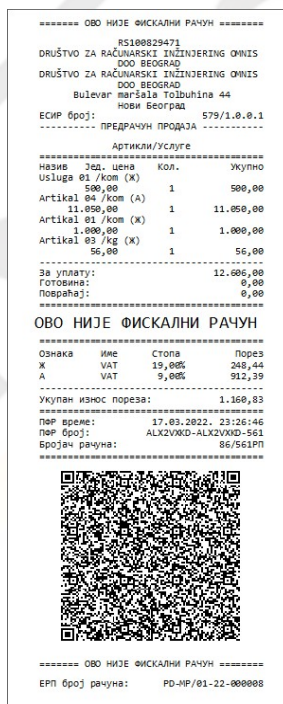 ======= ОВО НИЈЕ ФИСКАЛНИ РАЧУН =======
RS100829471
DRUŠTVO ZA RAČUNARSKI INŽINJERING OMNIS
DOO BEOGRAD
DRUŠTVO ZA RAČUNARSKI INŽINJERING OMNIS
DOO BEOGRAD
Bulevar maršala Tolbuhina 44
Нови Београд
ЕСИР број: 579/1.0.0.1
---------- ПРЕДРАЧУН ПРОДАЈА -----------
Артикли/Услуге
========================================
Назив Јед. цена Кол. Укупно
Usluga 01 /kom (Ж)
500,00 1 500,00
Artikal 04 /kom (А)
11.050,00 1 11.050,00
Artikal 01 /kom (Ж)
1.000,00 1 1.000,00
Artikal 03 /kg (Ж)
56,00 1 56,00
----------------------------------------
За уплату: 12.606,00
Готовина: 0,00
Повраћај: 0,00
========================================
ОВО НИЈЕ ФИСКАЛНИ РАЧУН
========================================
Ознака Име Стопа Порез
Ж VAT 19,00% 248,44
А VAT 9,00% 912,39
----------------------------------------
Укупан износ пореза: 1.160,83
========================================
ПФР време: 17.03.2022. 23:26:46
ПФР број: ALX2VXKD-ALX2VXKD-561
Бројач рачуна: 86/561РП
========================================
======= ОВО НИЈЕ ФИСКАЛНИ РАЧУН =======
ЕРП број рачуна: PD-MP/01-22-000008